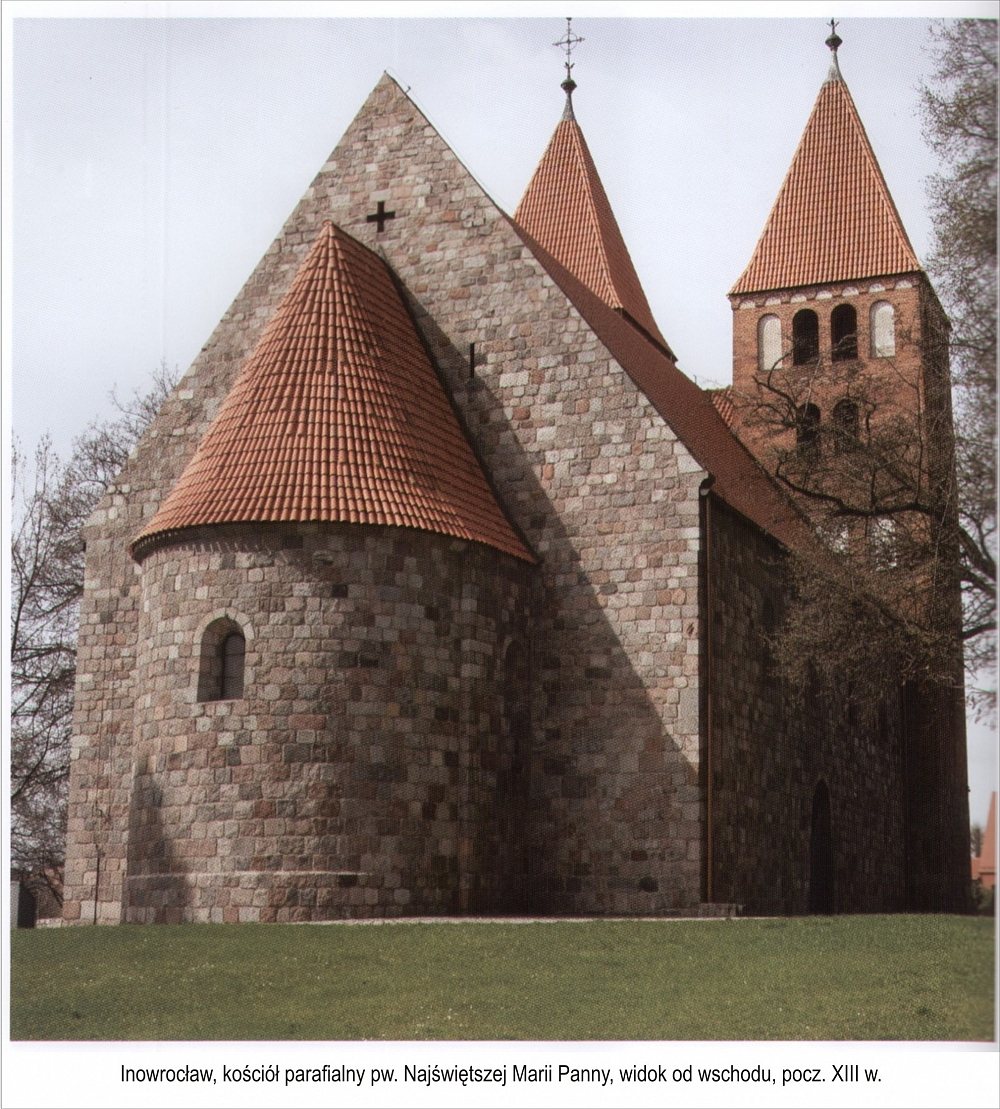 Inowrocław, kościół parafialny pw. Najświętszej Marii Panny, widok od wschodu, pocz. XIII w.